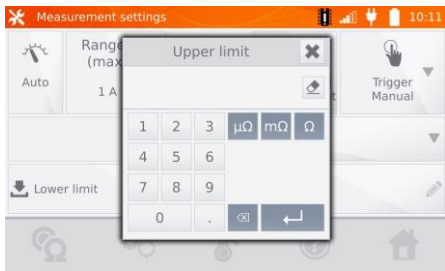 Measurement settings 10:11
Range
(max
Upper limit
Auto
1 A
Trigger
Manual
1 2 3 µΩ mΩ Ω
4 5 6
Lower limit
7 8 9
0 .